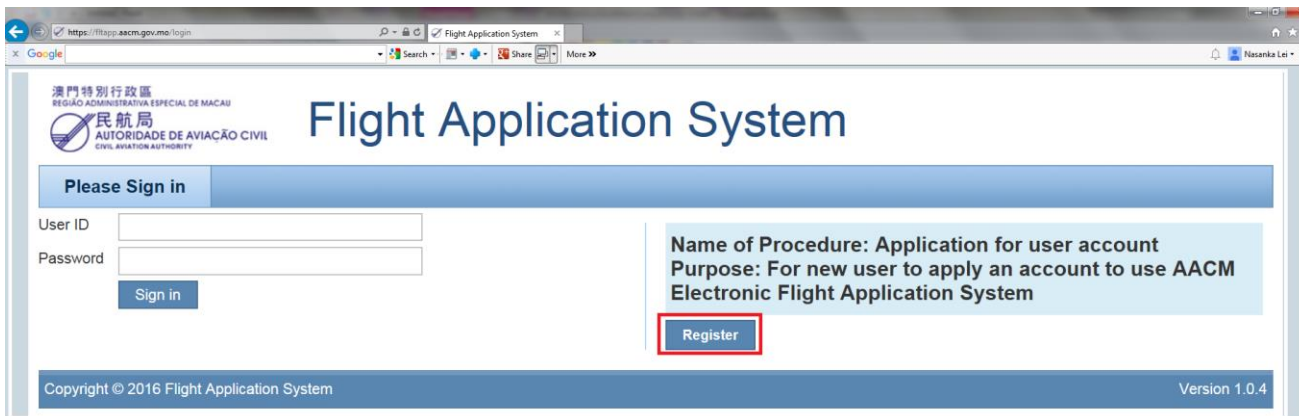 https://fltapp.aacm.gov.mo/login
Flight Application System
Google
Search
Share
More »
Nasanka Lei
澳門特別行政區
REGIÃO ADMINISTRATIVA ESPECIAL DE MACAU
民航局
AUTORIDADE DE AVIAÇÃO CIVIL
CIVIL AVIATION AUTHORITY
Flight Application System
Please Sign in
User ID
Password
Sign in
Name of Procedure: Application for user account
Purpose: For new user to apply an account to use AACM
Electronic Flight Application System
Register
Copyright © 2016 Flight Application System
Version 1.0.4